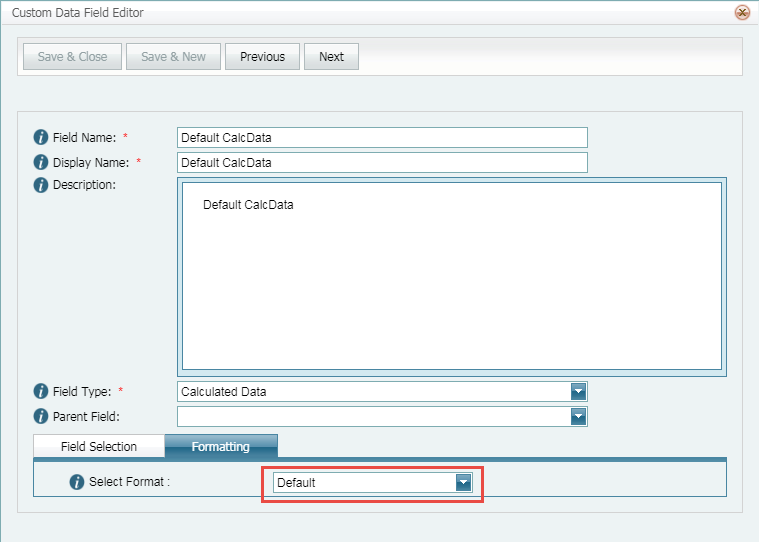 Custom Data Field Editor
Save & Close Save & New Previous Next
Field Name: * Default CalcData
Display Name: * Default CalcData
Description:
Default CalcData
Field Type: * Calculated Data
Parent Field:
Field Selection Formatting
Select Format : Default